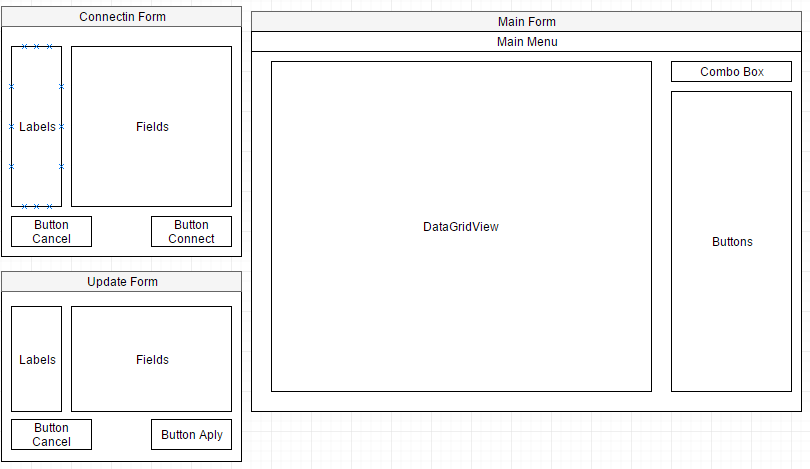 Connectin Form
Labels
Fields
Button
Cancel
Button
Connect
Update Form
Labels
Fields
Button
Cancel
Button Aply
Main Form
Main Menu
DataGridView
Combo Box
Buttons